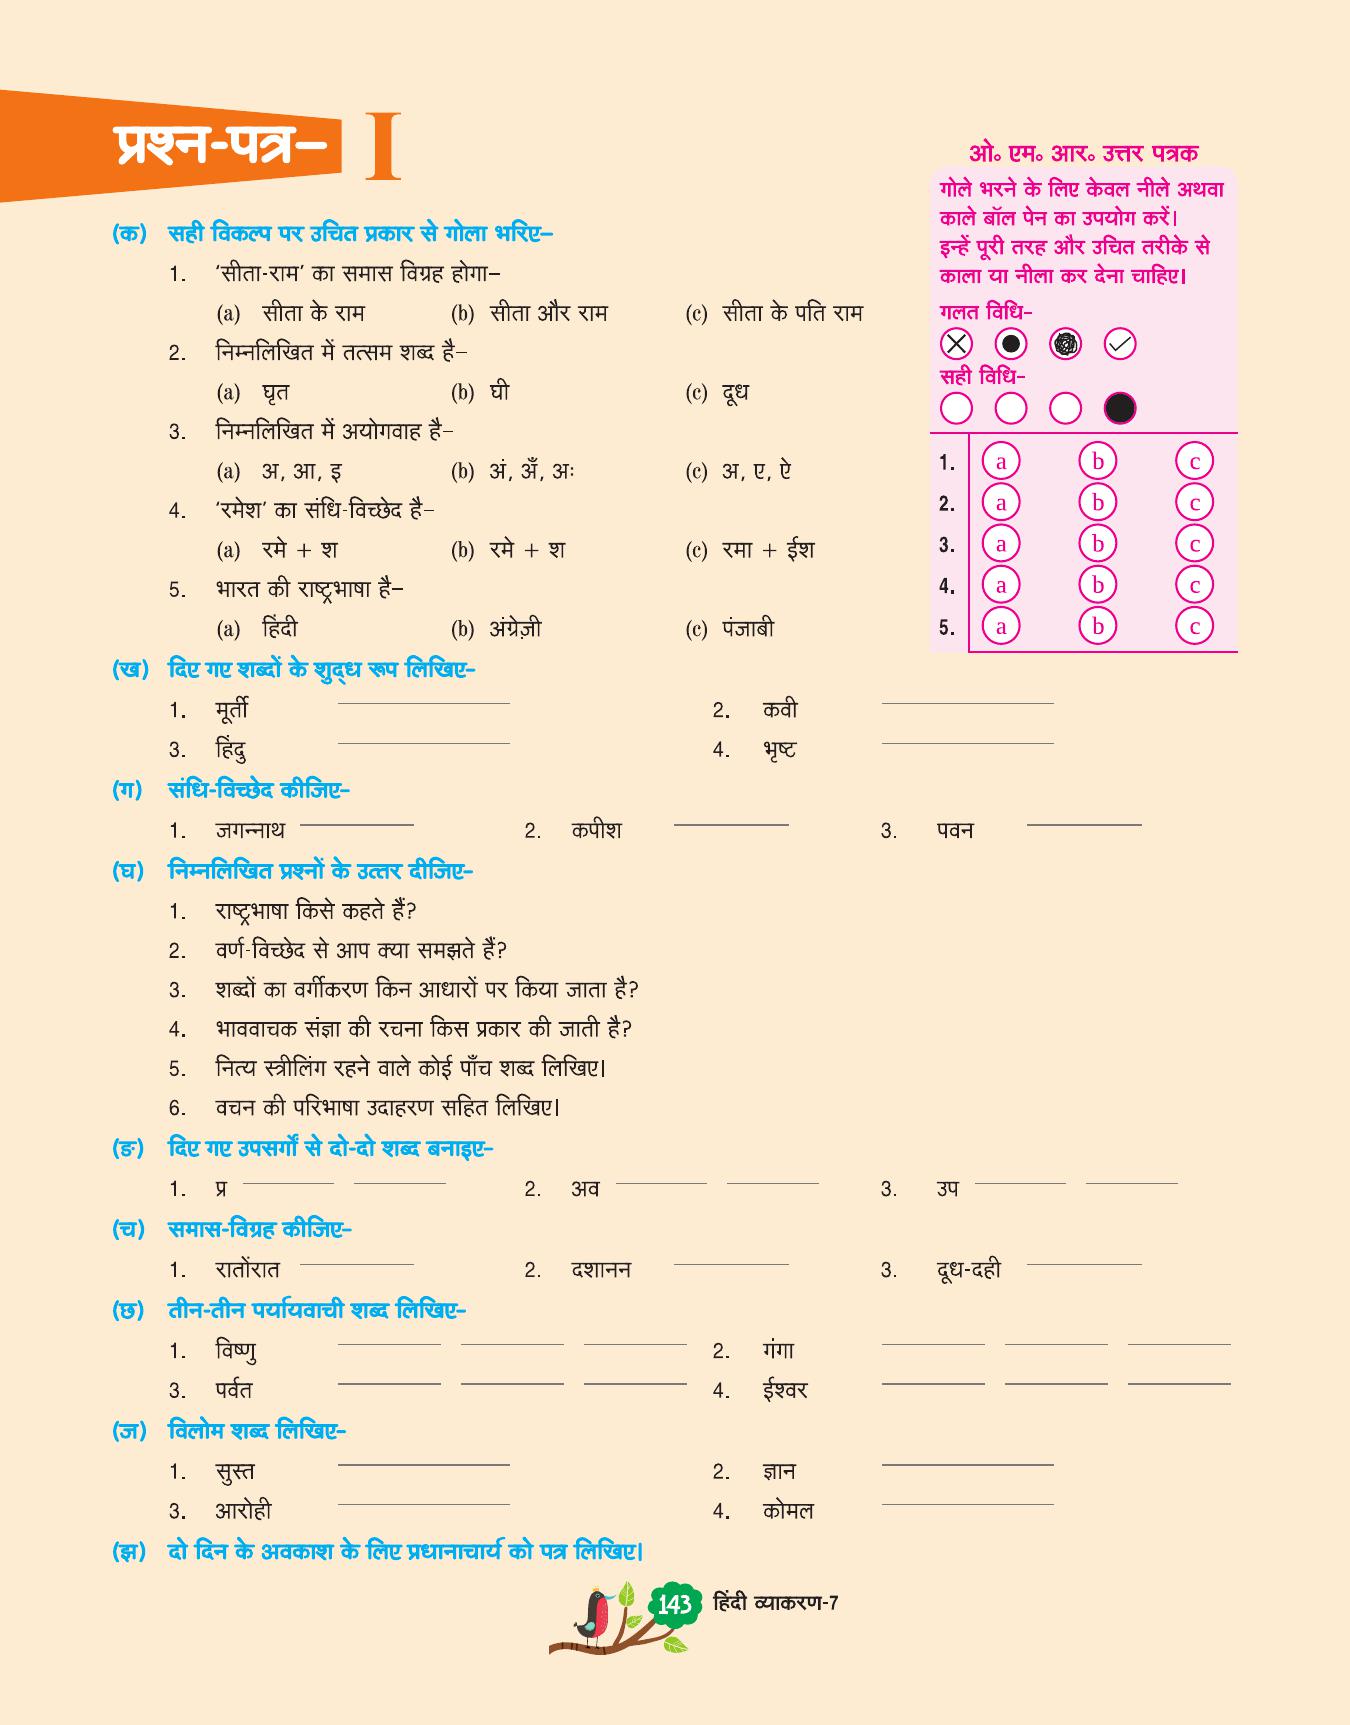 प्रश्न-पत्र– I
(क) सही विकल्प पर उचित प्रकार से गोला भरिए–
1. 'सीता-राम' का समास विग्रह होगा–
(a) सीता के राम (b) सीता और राम (c) सीता के पति राम
2. निम्नलिखित में तत्सम शब्द है–
(a) घृत (b) घी (c) दूध
3. निम्नलिखित में अयोगवाह है–
(a) अ, आ, इ (b) अं, अँ, अः (c) अ, ए, ऐ
4. 'रमेश' का संधि-विच्छेद है–
(a) रमे + श (b) रमे + श (c) रमा + ईश
5. भारत की राष्ट्रभाषा है–
(a) हिंदी (b) अंग्रेज़ी (c) पंजाबी
ओ॰ एम॰ आर॰ उत्तर पत्रक
गोले भरने के लिए केवल नीले अथवा
काले बॉल पेन का उपयोग करें।
इन्हें पूरी तरह और उचित तरीके से
काला या नीला कर देना चाहिए।
गलत विधि–
सही विधि–
1. a b c
2. a b c
3. a b c
4. a b c
5. a b c
(ख) दिए गए शब्दों के शुद्ध रूप लिखिए–
1. मूर्ती 2. कवी
3. हिंदु 4. भृष्ट
(ग) संधि-विच्छेद कीजिए–
1. जगन्नाथ 2. कपीश 3. पवन
(घ) निम्नलिखित प्रश्नों के उत्तर दीजिए–
1. राष्ट्रभाषा किसे कहते हैं?
2. वर्ण-विच्छेद से आप क्या समझते हैं?
3. शब्दों का वर्गीकरण किन आधारों पर किया जाता है?
4. भाववाचक संज्ञा की रचना किस प्रकार की जाती है?
5. नित्य स्त्रीलिंग रहने वाले कोई पाँच शब्द लिखिए।
6. वचन की परिभाषा उदाहरण सहित लिखिए।
(ङ) दिए गए उपसर्गों से दो-दो शब्द बनाइए–
1. प्र 2. अव 3. उप
(च) समास-विग्रह कीजिए–
1. रातोंरात 2. दशानन 3. दूध-दही
(छ) तीन-तीन पर्यायवाची शब्द लिखिए–
1. विष्णु 2. गंगा
3. पर्वत 4. ईश्वर
(ज) विलोम शब्द लिखिए–
1. सुस्त 2. ज्ञान
3. आरोही 4. कोमल
(झ) दो दिन के अवकाश के लिए प्रधानाचार्य को पत्र लिखिए।
143 हिंदी व्याकरण-7